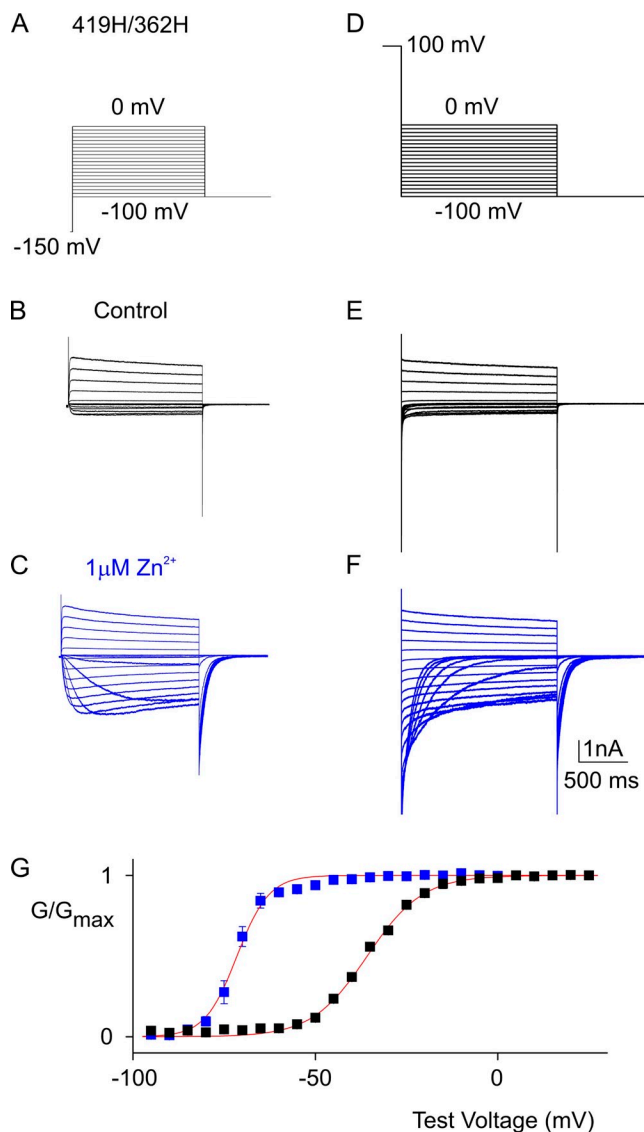 A 419H/362H D
100 mV
0 mV 0 mV
-100 mV -100 mV
-150 mV
B Control E
C 1μM Zn²⁺ F
1nA
500 ms
G
1
G/Gmax
0
-100 -50 0
Test Voltage (mV)